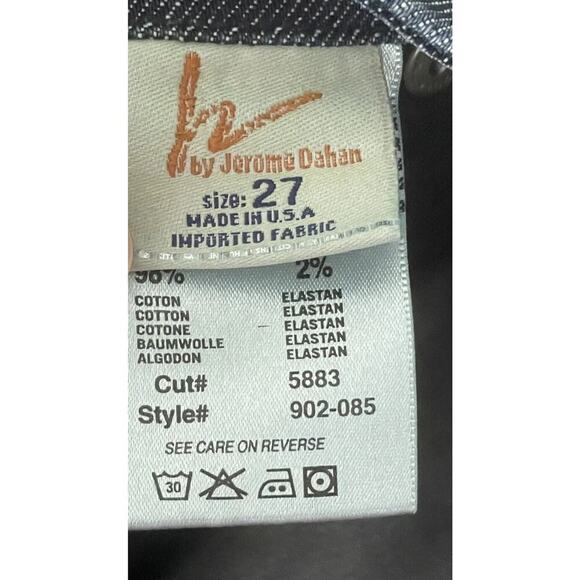 h
by Jerome Dahan
size: 27
MADE IN U.S.A
IMPORTED FABRIC
98% 2%
COTON ELASTAN
COTTON ELASTAN
COTONE ELASTAN
BAUMWOLLE ELASTAN
ALGODON ELASTAN
Cut# 5883
Style# 902-085
SEE CARE ON REVERSE
30